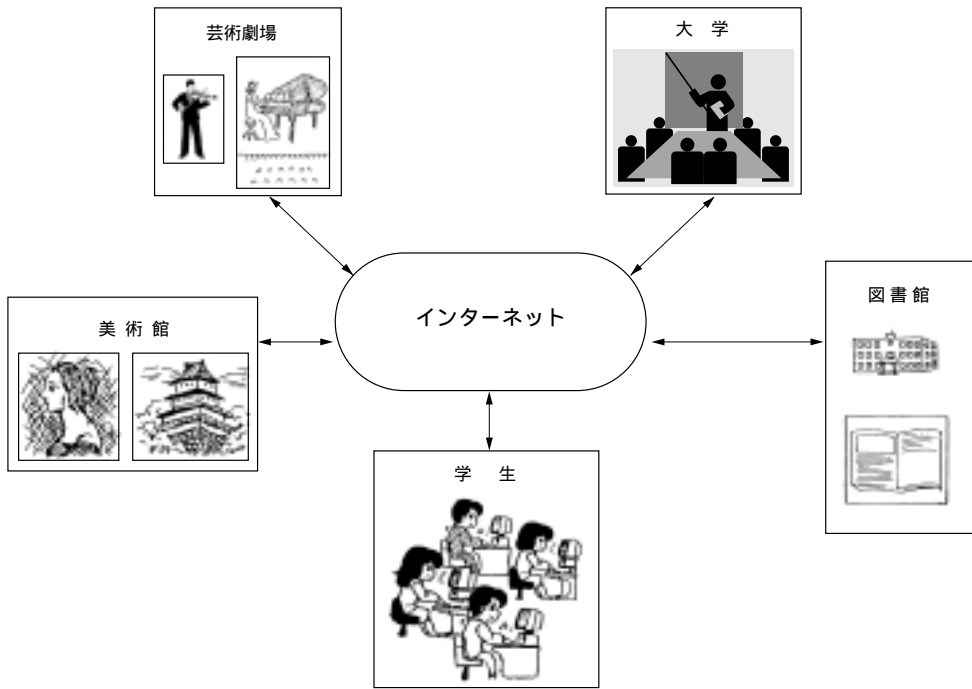 芸術劇場
大学
インターネット
図書館
美術館
学生